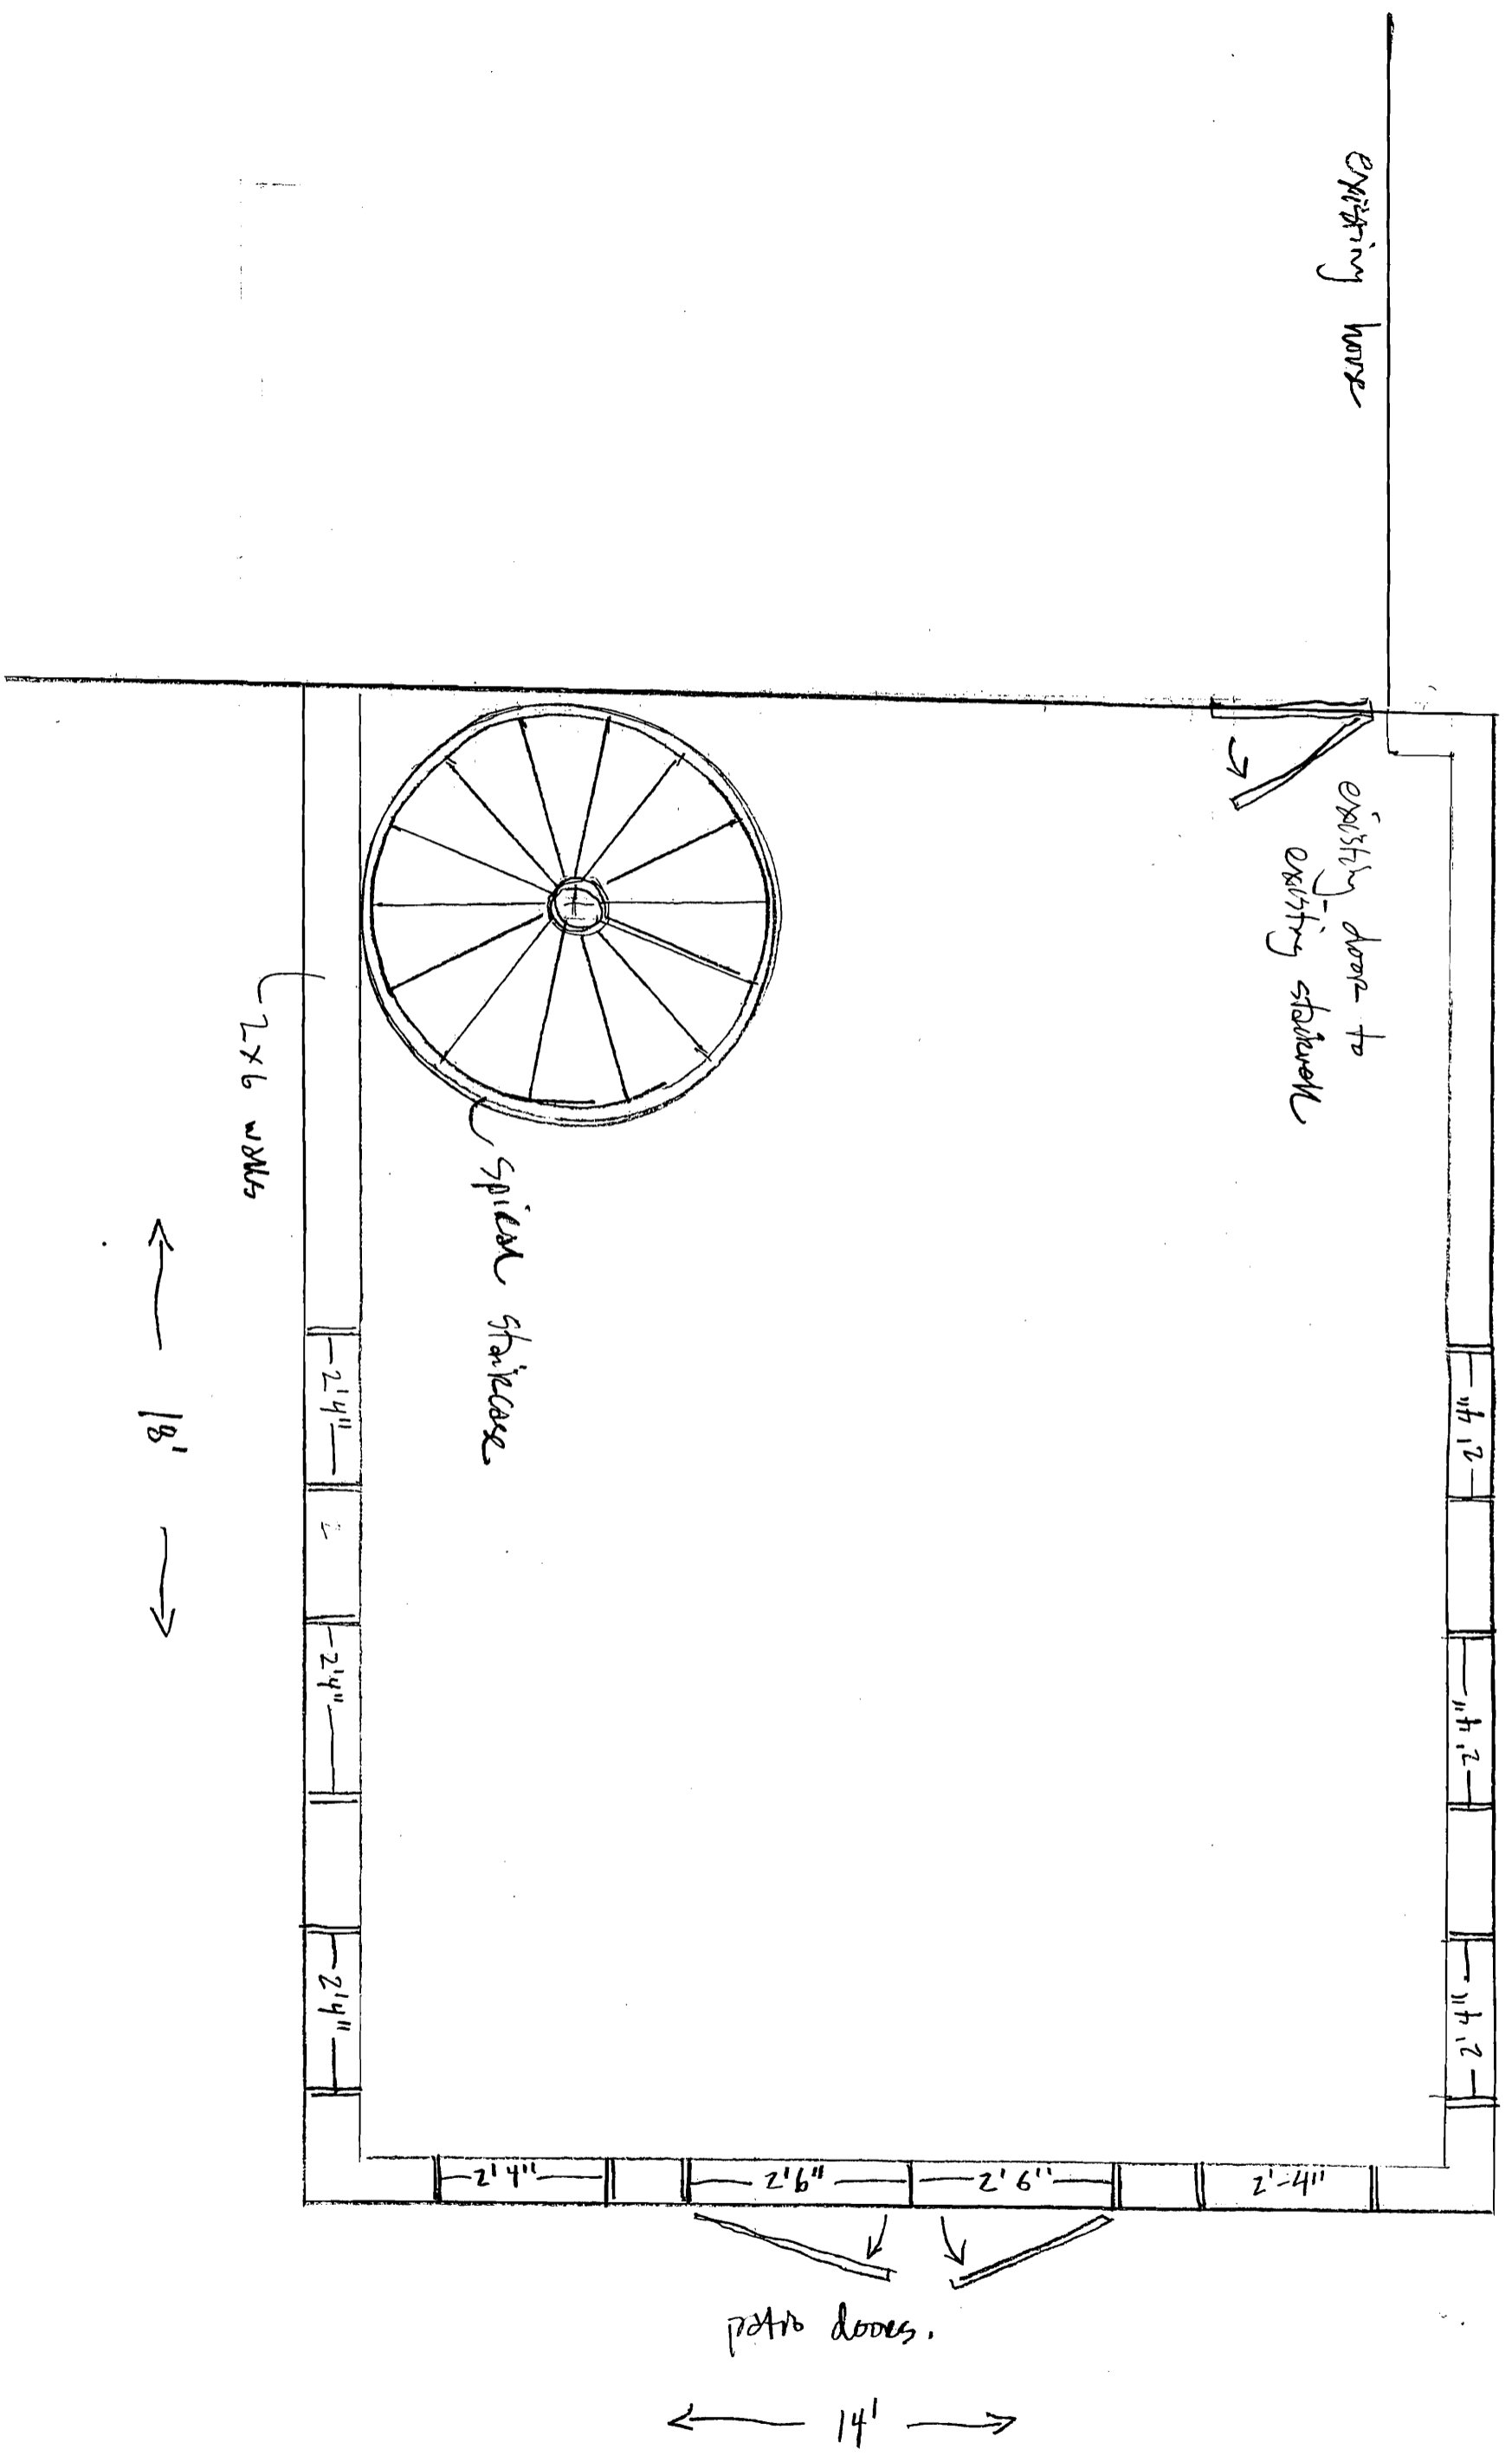 existing house
existing door to
existing stairwell
2x6 walls
spiral staircase
18'
2'4"
2
2'4"
2'4"
2'4"
2'4"
2'4"
2'4"
2'6"
2'6"
2'-4"
patio doors.
14'